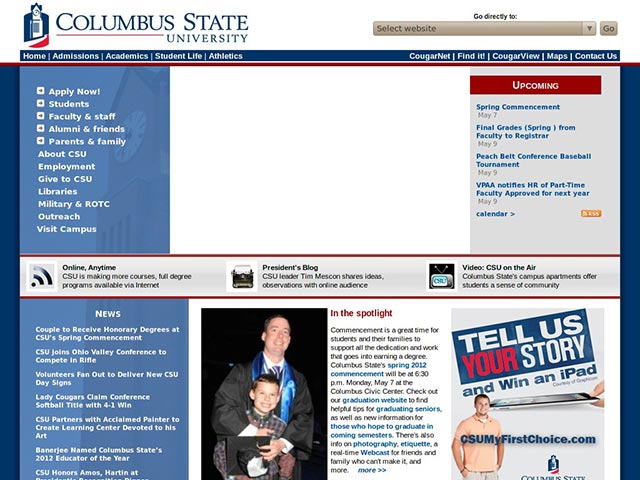 COLUMBUS STATE
UNIVERSITY
Go directly to:
Select website
Go
Home | Admissions | Academics | Student Life | Athletics
CougarNet | Find it! | CougarView | Maps | Contact Us
Apply Now!
Students
Faculty & staff
Alumni & friends
Parents & family
About CSU
Employment
Give to CSU
Libraries
Military & ROTC
Outreach
Visit Campus
UPCOMING
Spring Commencement
May 7
Final Grades (Spring ) from
Faculty to Registrar
May 9
Peach Belt Conference Baseball
Tournament
May 9
VPAA notifies HR of Part-Time
Faculty Approved for next year
May 9
calendar >
RSS
Online, Anytime
CSU is making more courses, full degree
programs available via Internet
President's Blog
CSU leader Tim Mescon shares ideas,
observations with online audience
CSU
Video: CSU on the Air
Columbus State's campus apartments offer
students a sense of community
NEWS
Couple to Receive Honorary Degrees at
CSU's Spring Commencement
CSU Joins Ohio Valley Conference to
Compete in Rifle
Volunteers Fan Out to Deliver New CSU
Day Signs
Lady Cougars Claim Conference
Softball Title with 4-1 Win
CSU Partners with Acclaimed Painter to
Create Learning Center Devoted to his
Art
Banerjee Named Columbus State's
2012 Educator of the Year
CSU Honors Amos, Hartin at
In the spotlight
Commencement is a great time for
students and their families to
support all the dedication and work
that goes into earning a degree.
Columbus State's spring 2012
commencement will be at 6:30
p.m. Monday, May 7 at the
Columbus Civic Center. Check out
our graduation website to find
helpful tips for graduating seniors,
as well as new information for
those who hope to graduate in
coming semesters. There's also
info on photography, etiquette, a
real-time Webcast for friends and
family who can't make it, and
more. more >>
TELL US
YOUR STORY
and Win an iPad
Courtesy of Graphicom
CSUMyFirstChoice.com
COLUMBUS STATE